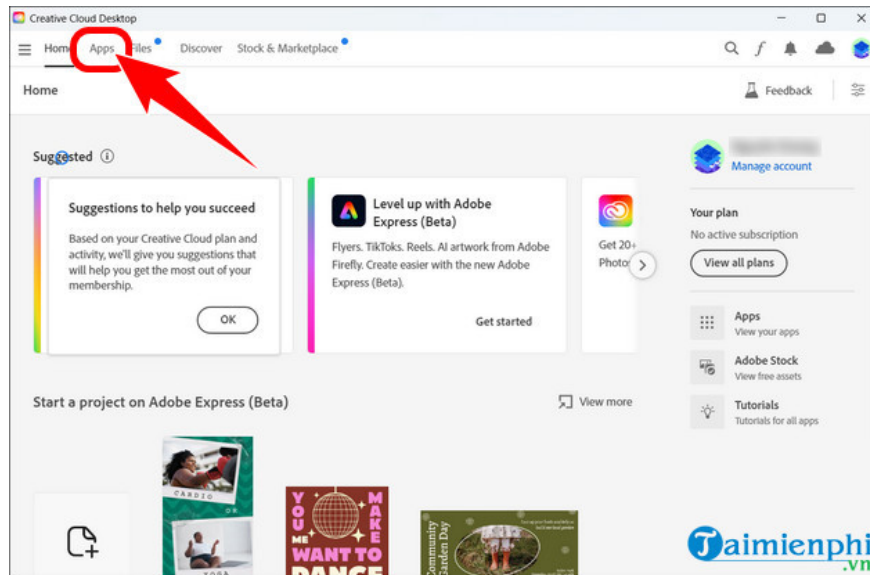 Creative Cloud Desktop
Home Apps Files Discover Stock & Marketplace
Home
Feedback
Suggested
Suggestions to help you succeed
Based on your Creative Cloud plan and
activity, we'll give you suggestions that
will help you get the most out of your
membership.
OK
Level up with Adobe
Express (Beta)
Flyers. TikToks. Reels. AI artwork from Adobe
Firefly. Create easier with the new Adobe
Express (Beta).
Get started
Get 20+
Photos
Manage account
Your plan
No active subscription
View all plans
Apps
View your apps
Adobe Stock
View free assets
Tutorials
Tutorials for all apps
Start a project on Adobe Express (Beta)
View more
CARDIO
OR
YOGA
YOU MAKE
ME
WANT TO
DANCE
Community
Garden Day
Taimienphi
.vn